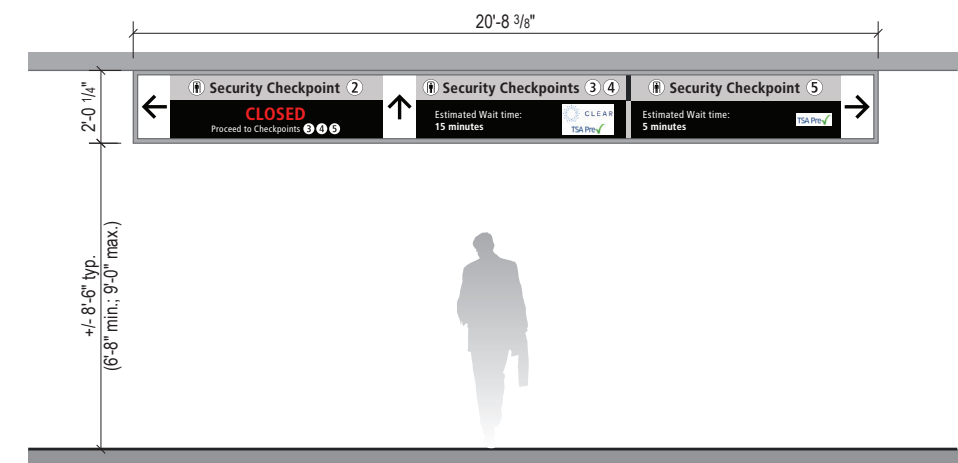 20'-8 3/8"
2'-0 1/4"
← Security Checkpoint 2
CLOSED
Proceed to Checkpoints 3 4 5
↑ Security Checkpoints 3 4
Estimated Wait time:
15 minutes
CLEAR
TSA Pre✓
Security Checkpoint 5 →
Estimated Wait time:
5 minutes
TSA Pre✓
+/- 8'-6" typ.
(6'-8" min.; 9'-0" max.)